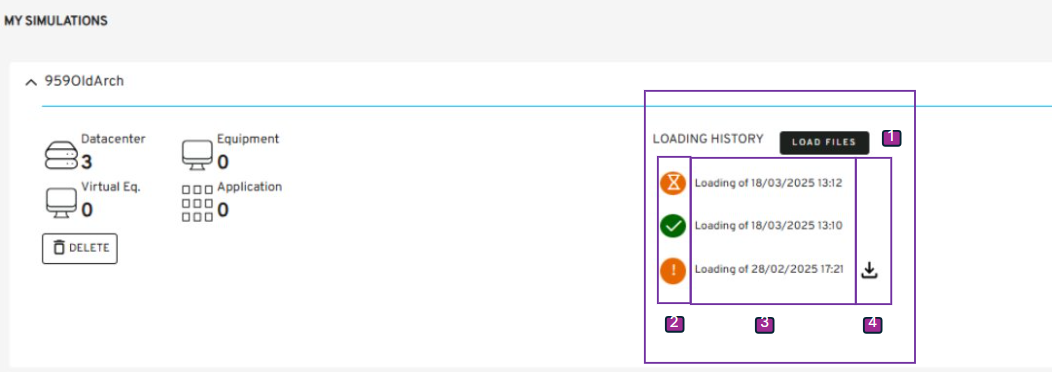 MY SIMULATIONS
959OldArch
Datacenter
3
Equipment
0
Virtual Eq.
0
Application
0
DELETE
LOADING HISTORY
LOAD FILES
1
Loading of 18/03/2025 13:12
Loading of 18/03/2025 13:10
! Loading of 28/02/2025 17:21
2
3
4